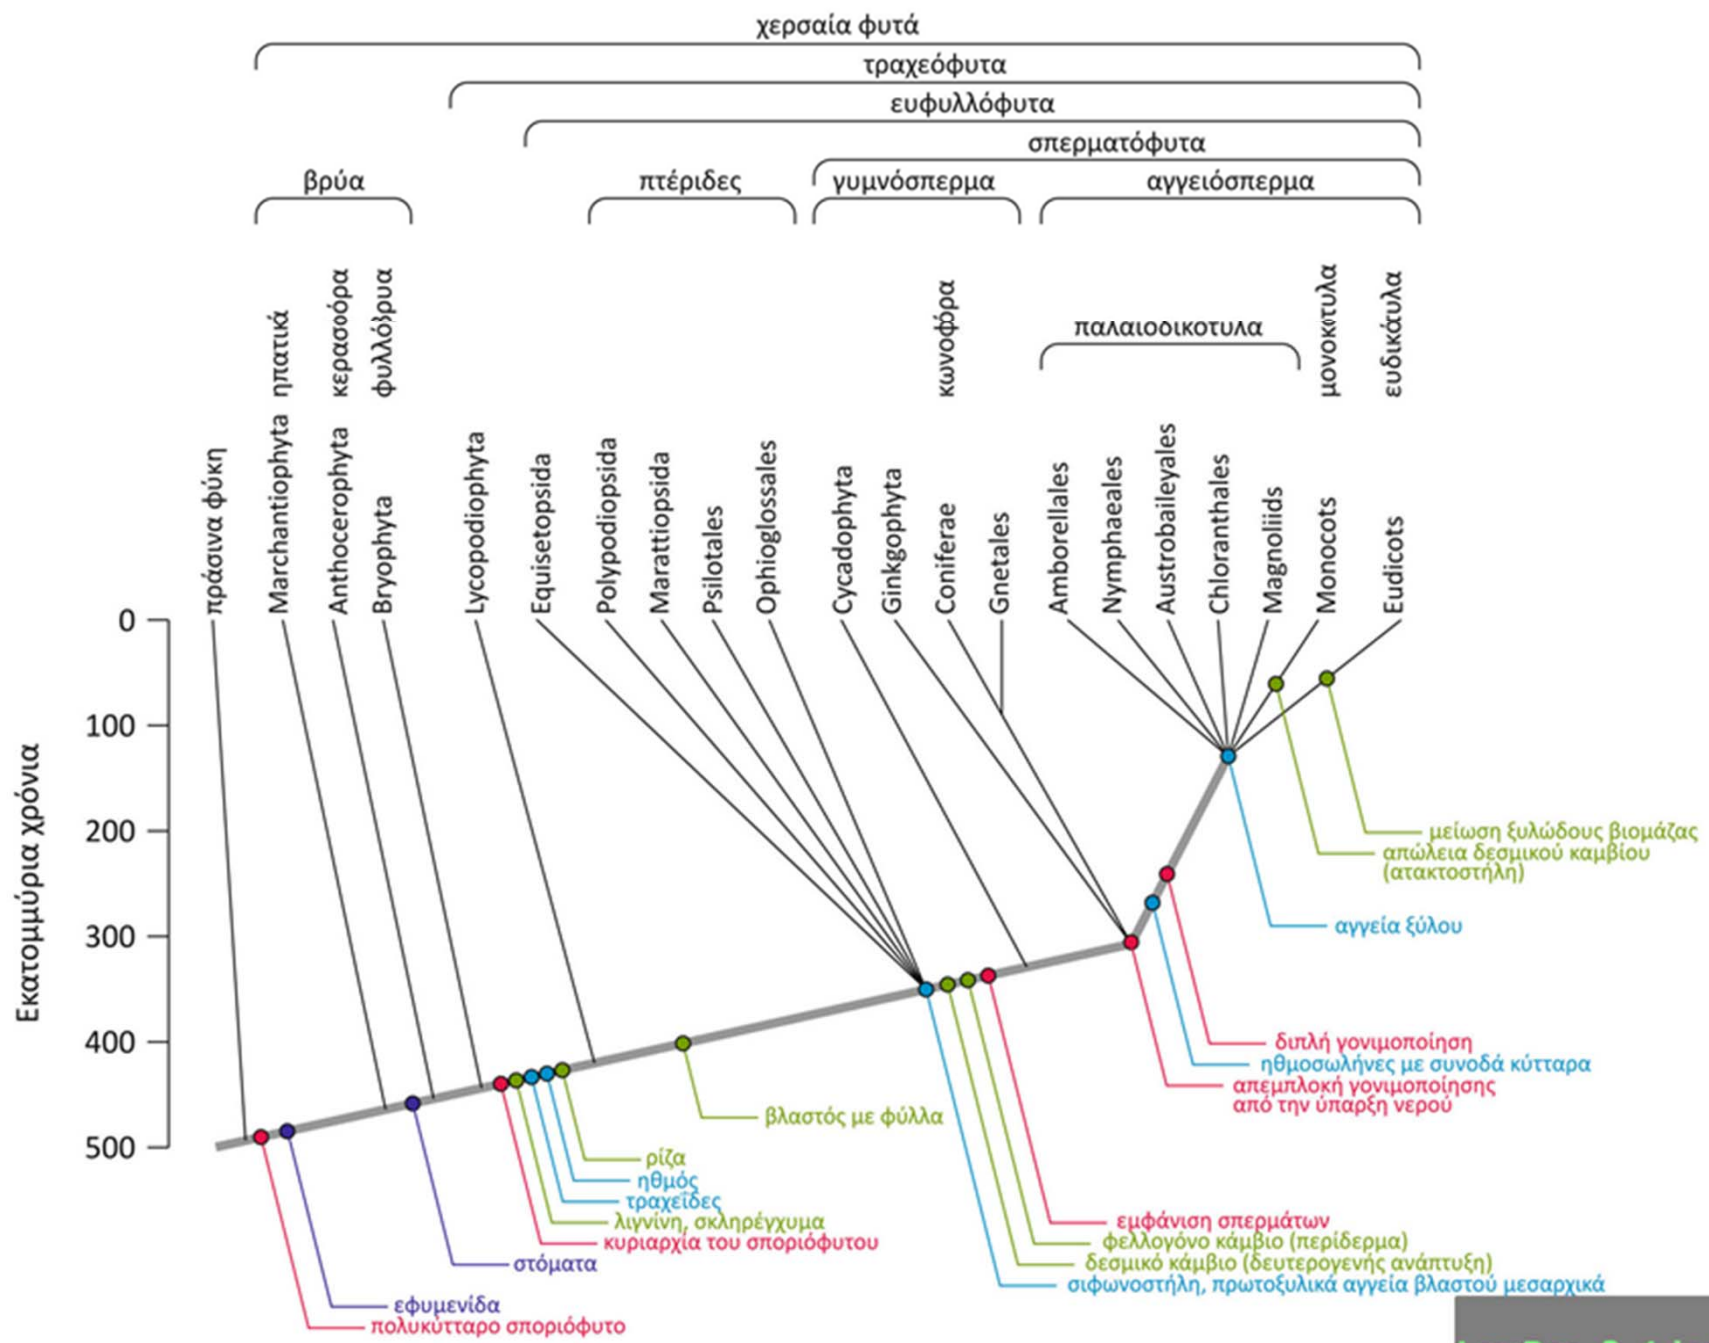 χερσαία φυτά
τραχεόφυτα
ευφυλλόφυτα
σπερματόφυτα
βρύα
πτέριδες
γυμνόσπερμα
αγγειόσπερμα
ηπατικά
κερασφόρα
φυλλόβρυα
κωνοφόρα
παλαιοδικοτυλα
μονοκότυλα
ευδικότυλα
πράσινα φύκη
Marchantiophyta
Anthocerophyta
Bryophyta
Lycopodiophyta
Equisetopsida
Polypodiopsida
Marattiopsida
Psilotales
Ophioglossales
Cycadophyta
Ginkgophyta
Coniferae
Gnetales
Amborellales
Nymphaeales
Austrobaileyales
Chloranthales
Magnoliids
Monocots
Eudicots
Εκατομμύρια χρόνια
0
100
200
300
400
500
μείωση ξυλώδους βιομάζας
απώλεια δεσμικού καμβίου
(ατακτοστήλη)
αγγεία ξύλου
διπλή γονιμοποίηση
ηθμοσωλήνες με συνοδά κύτταρα
απεμπλοκή γονιμοποίησης
από την ύπαρξη νερού
βλαστός με φύλλα
ρίζα
ηθμός
τραχεΐδες
λιγνίνη, σκληρέγχυμα
κυριαρχία του σποριόφυτου
στόματα
εφυμενίδα
πολυκύτταρο σποριόφυτο
εμφάνιση σπερμάτων
φελλογόνο κάμβιο (περίδερμα)
δεσμικό κάμβιο (δευτερογενής ανάπτυξη)
σιφωνοστήλη, πρωτοξυλικά αγγεία βλαστού μεσαρχικά